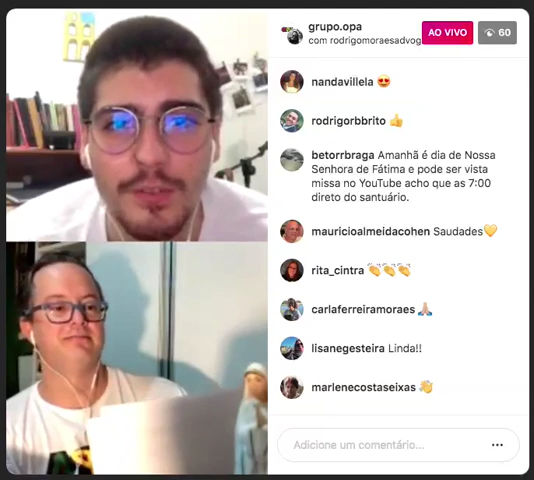 grupo.opa
com rodrigomoraesadvog
AO VIVO
60
nandavillela 😍
rodrigorbbrito 👍
betorrbraga Amanhã é dia de Nossa
Senhora de Fátima e pode ser vista
missa no YouTube acho que as 7:00
direto do santuário.
mauricioalmeidacohen Saudades💛
rita_cintra 👏👏👏
carlaferreiramoraes 🙏🏼
lisanegesteira Linda!!
marlenecostaseixas 👏
Adicione um comentário...